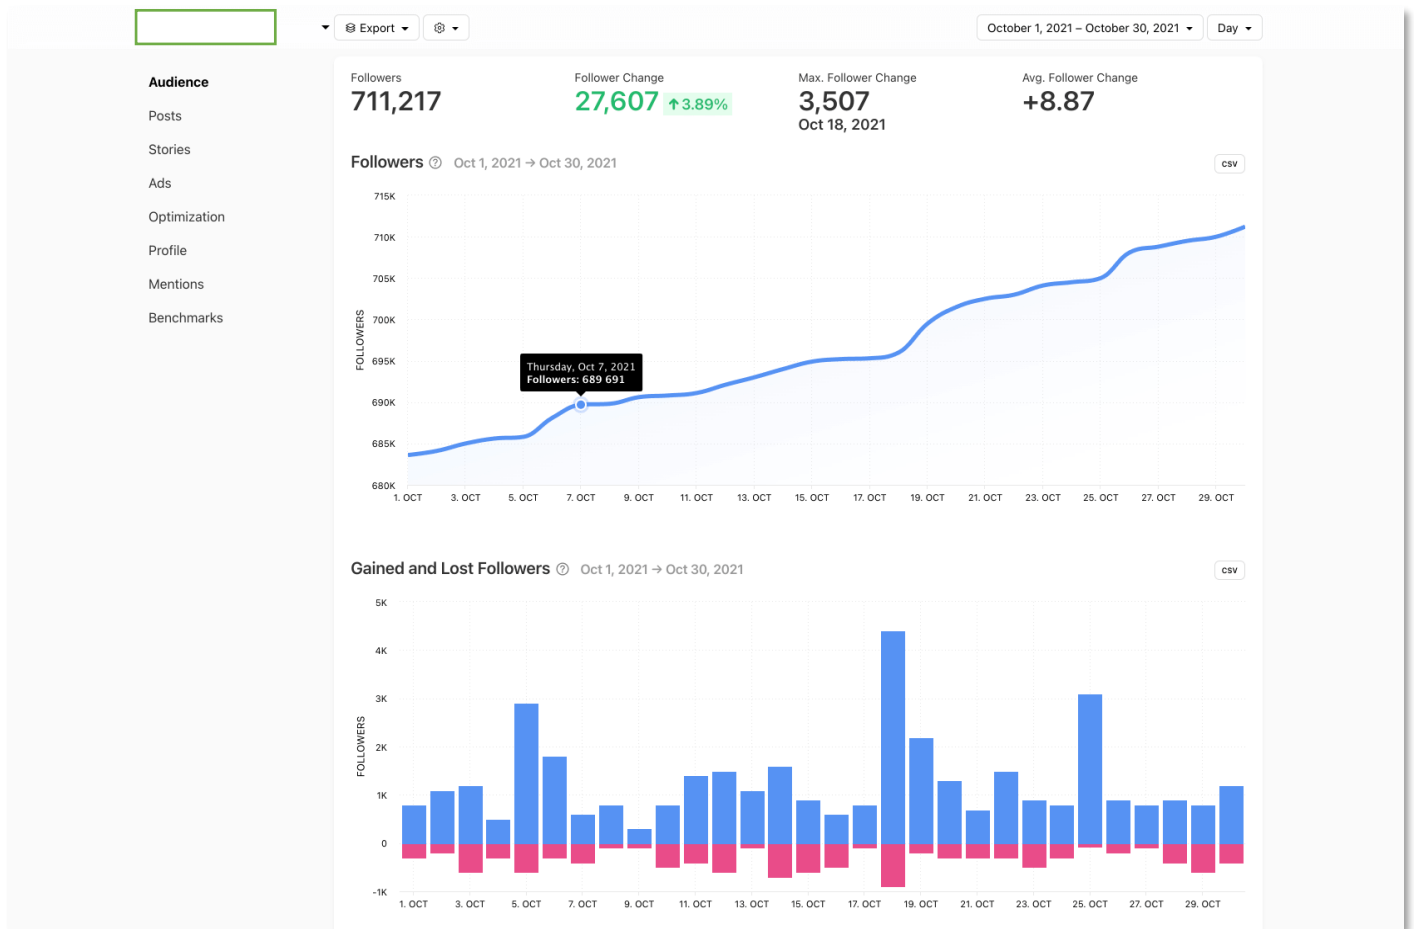 Export
October 1, 2021 – October 30, 2021
Day
Audience
Posts
Stories
Ads
Optimization
Profile
Mentions
Benchmarks
Followers
711,217
Follower Change
27,607 3.89%
Max. Follower Change
3,507
Oct 18, 2021
Avg. Follower Change
+8.87
Followers ? Oct 1, 2021 → Oct 30, 2021
csv
715K
710K
705K
700K
695K
690K
685K
680K
FOLLOWERS
Thursday, Oct 7, 2021
Followers: 689 691
1. OCT 3. OCT 5. OCT 7. OCT 9. OCT 11. OCT 13. OCT 15. OCT 17. OCT 19. OCT 21. OCT 23. OCT 25. OCT 27. OCT 29. OCT
Gained and Lost Followers ? Oct 1, 2021 → Oct 30, 2021
csv
5K
4K
3K
2K
1K
0
-1K
FOLLOWERS
1. OCT 3. OCT 5. OCT 7. OCT 9. OCT 11. OCT 13. OCT 15. OCT 17. OCT 19. OCT 21. OCT 23. OCT 25. OCT 27. OCT 29. OCT